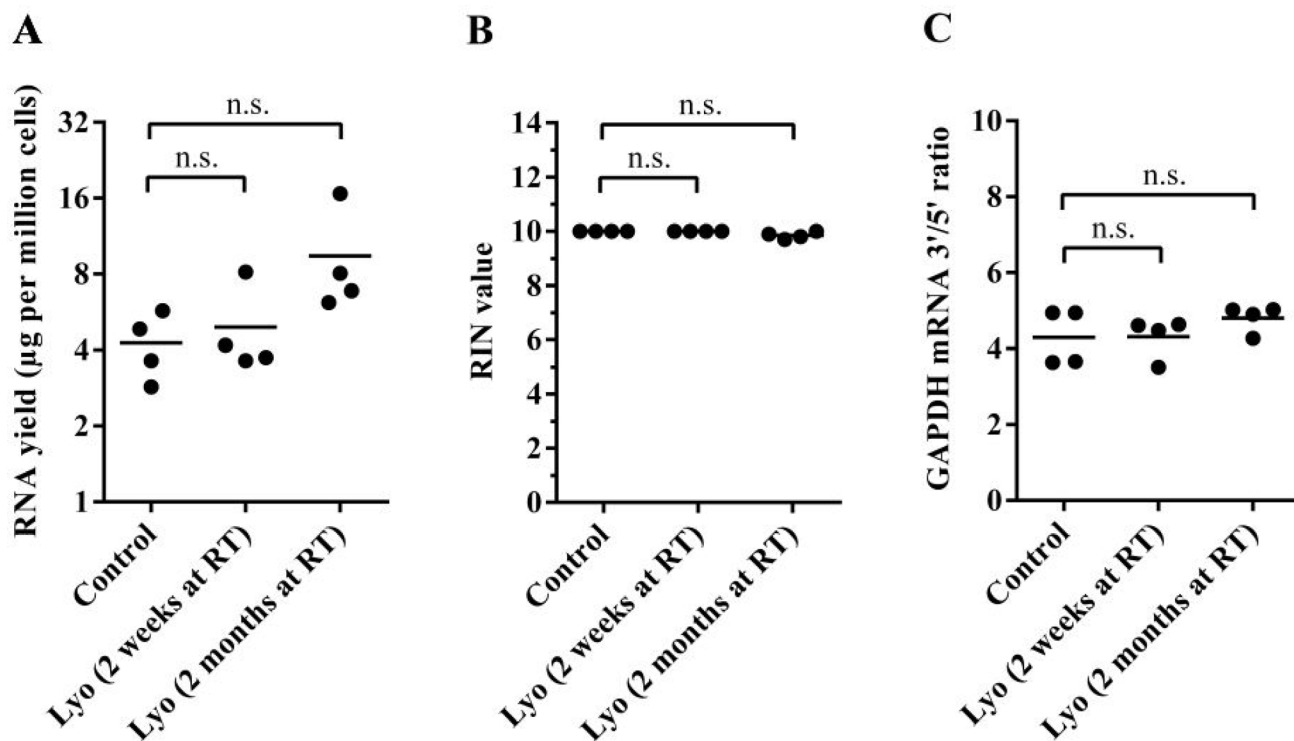 A
RNA yield (µg per million cells)
32
16
8
4
2
1
n.s.
n.s.
Control
Lyo (2 weeks at RT)
Lyo (2 months at RT)
B
RIN value
14
12
10
8
6
4
2
0
n.s.
n.s.
Control
Lyo (2 weeks at RT)
Lyo (2 months at RT)
C
GAPDH mRNA 3'/5' ratio
10
8
6
4
2
0
n.s.
n.s.
Control
Lyo (2 weeks at RT)
Lyo (2 months at RT)